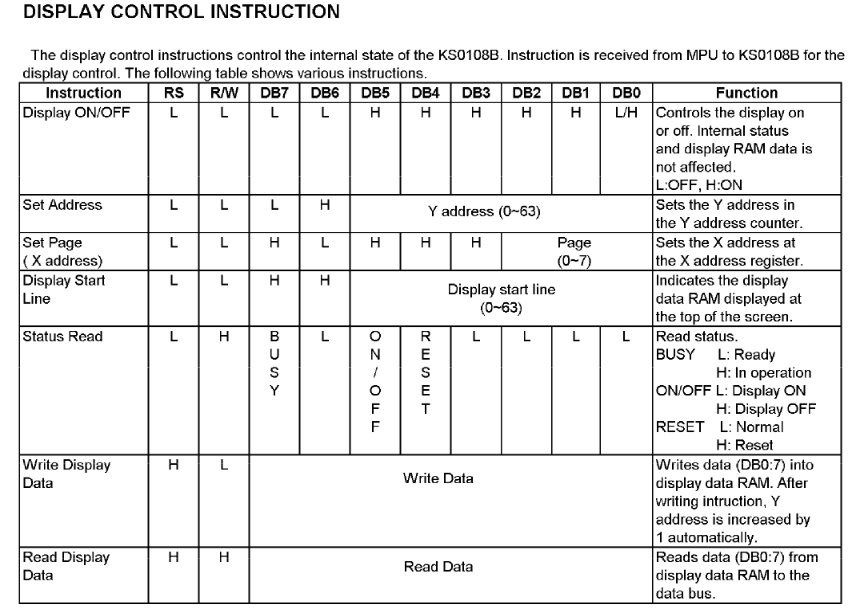 DISPLAY CONTROL INSTRUCTION
The display control instructions control the internal state of the KS0108B. Instruction is received from MPU to KS0108B for the
display control. The following table shows various instructions.
Instruction RS R/W DB7 DB6 DB5 DB4 DB3 DB2 DB1 DB0 Function
Display ON/OFF L L L L H H H H H L/H Controls the display on
or off. Internal status
and display RAM data is
not affected.
L:OFF, H:ON
Set Address L L L H Y address (0~63) Sets the Y address in
the Y address counter.
Set Page L L H L H H H Page Sets the X address at
( X address) (0~7) the X address register.
Display Start L L H H Display start line Indicates the display
Line (0~63) data RAM displayed at
the top of the screen.
Status Read L H B L O R L L L L Read status.
U N E BUSY L: Ready
S / S H: In operation
Y O E ON/OFF L: Display ON
F T H: Display OFF
F RESET L: Normal
H: Reset
Write Display H L Write Data Writes data (DB0:7) into
Data display data RAM. After
writing intruction, Y
address is increased by
1 automatically.
Read Display H H Read Data Reads data (DB0:7) from
Data display data RAM to the
data bus.